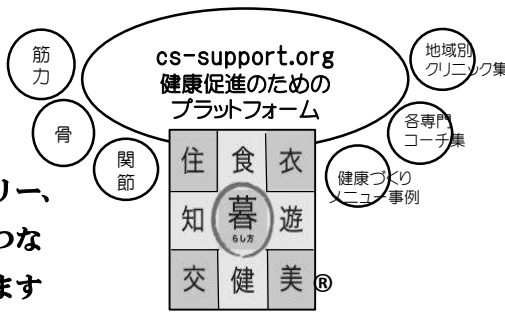 筋
力
骨
関
節
cs-support.org
健康促進のための
プラットフォーム
地域別
クリニック集
各専門
コーチ集
健康づくり
メニュー事例
住 食 衣
知 暮 遊
らし方
交 健 美 ®
リー、
つな
ます